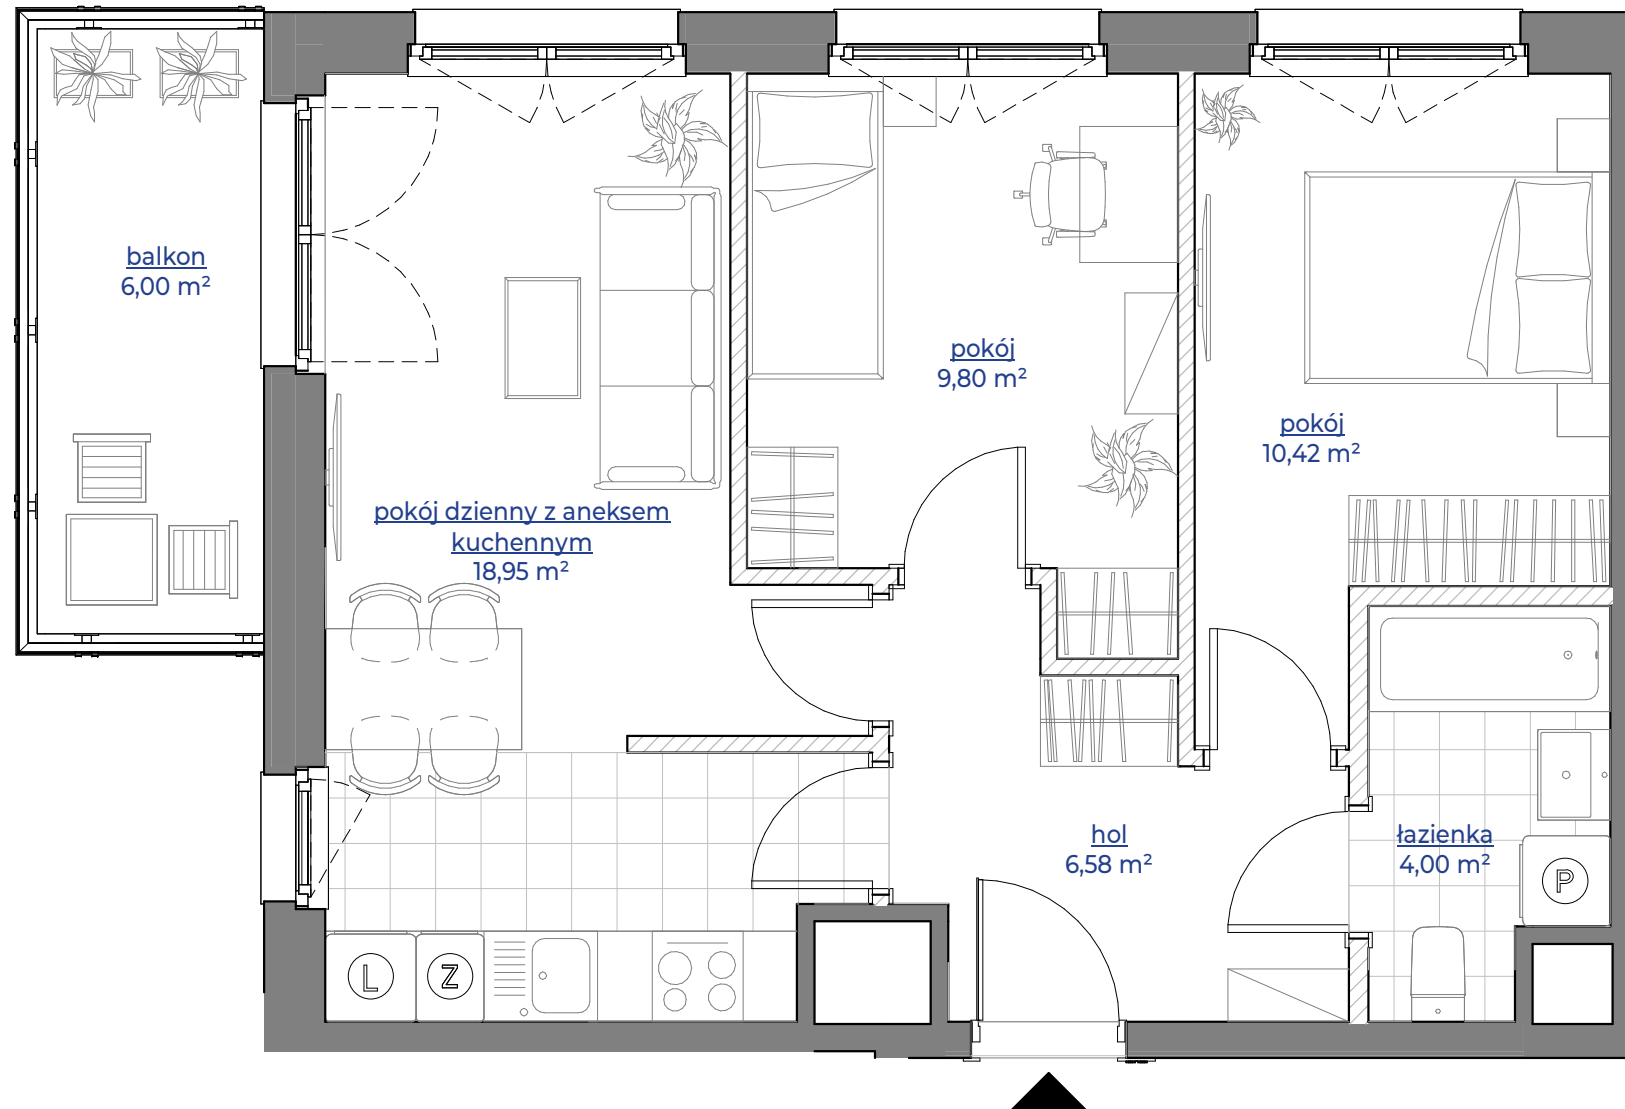 balkon
6,00 m²
pokój
9,80 m²
pokój
10,42 m²
pokój dzienny z aneksem
kuchennym
18,95 m²
hol
6,58 m²
łazienka
4,00 m²
P
L
Z